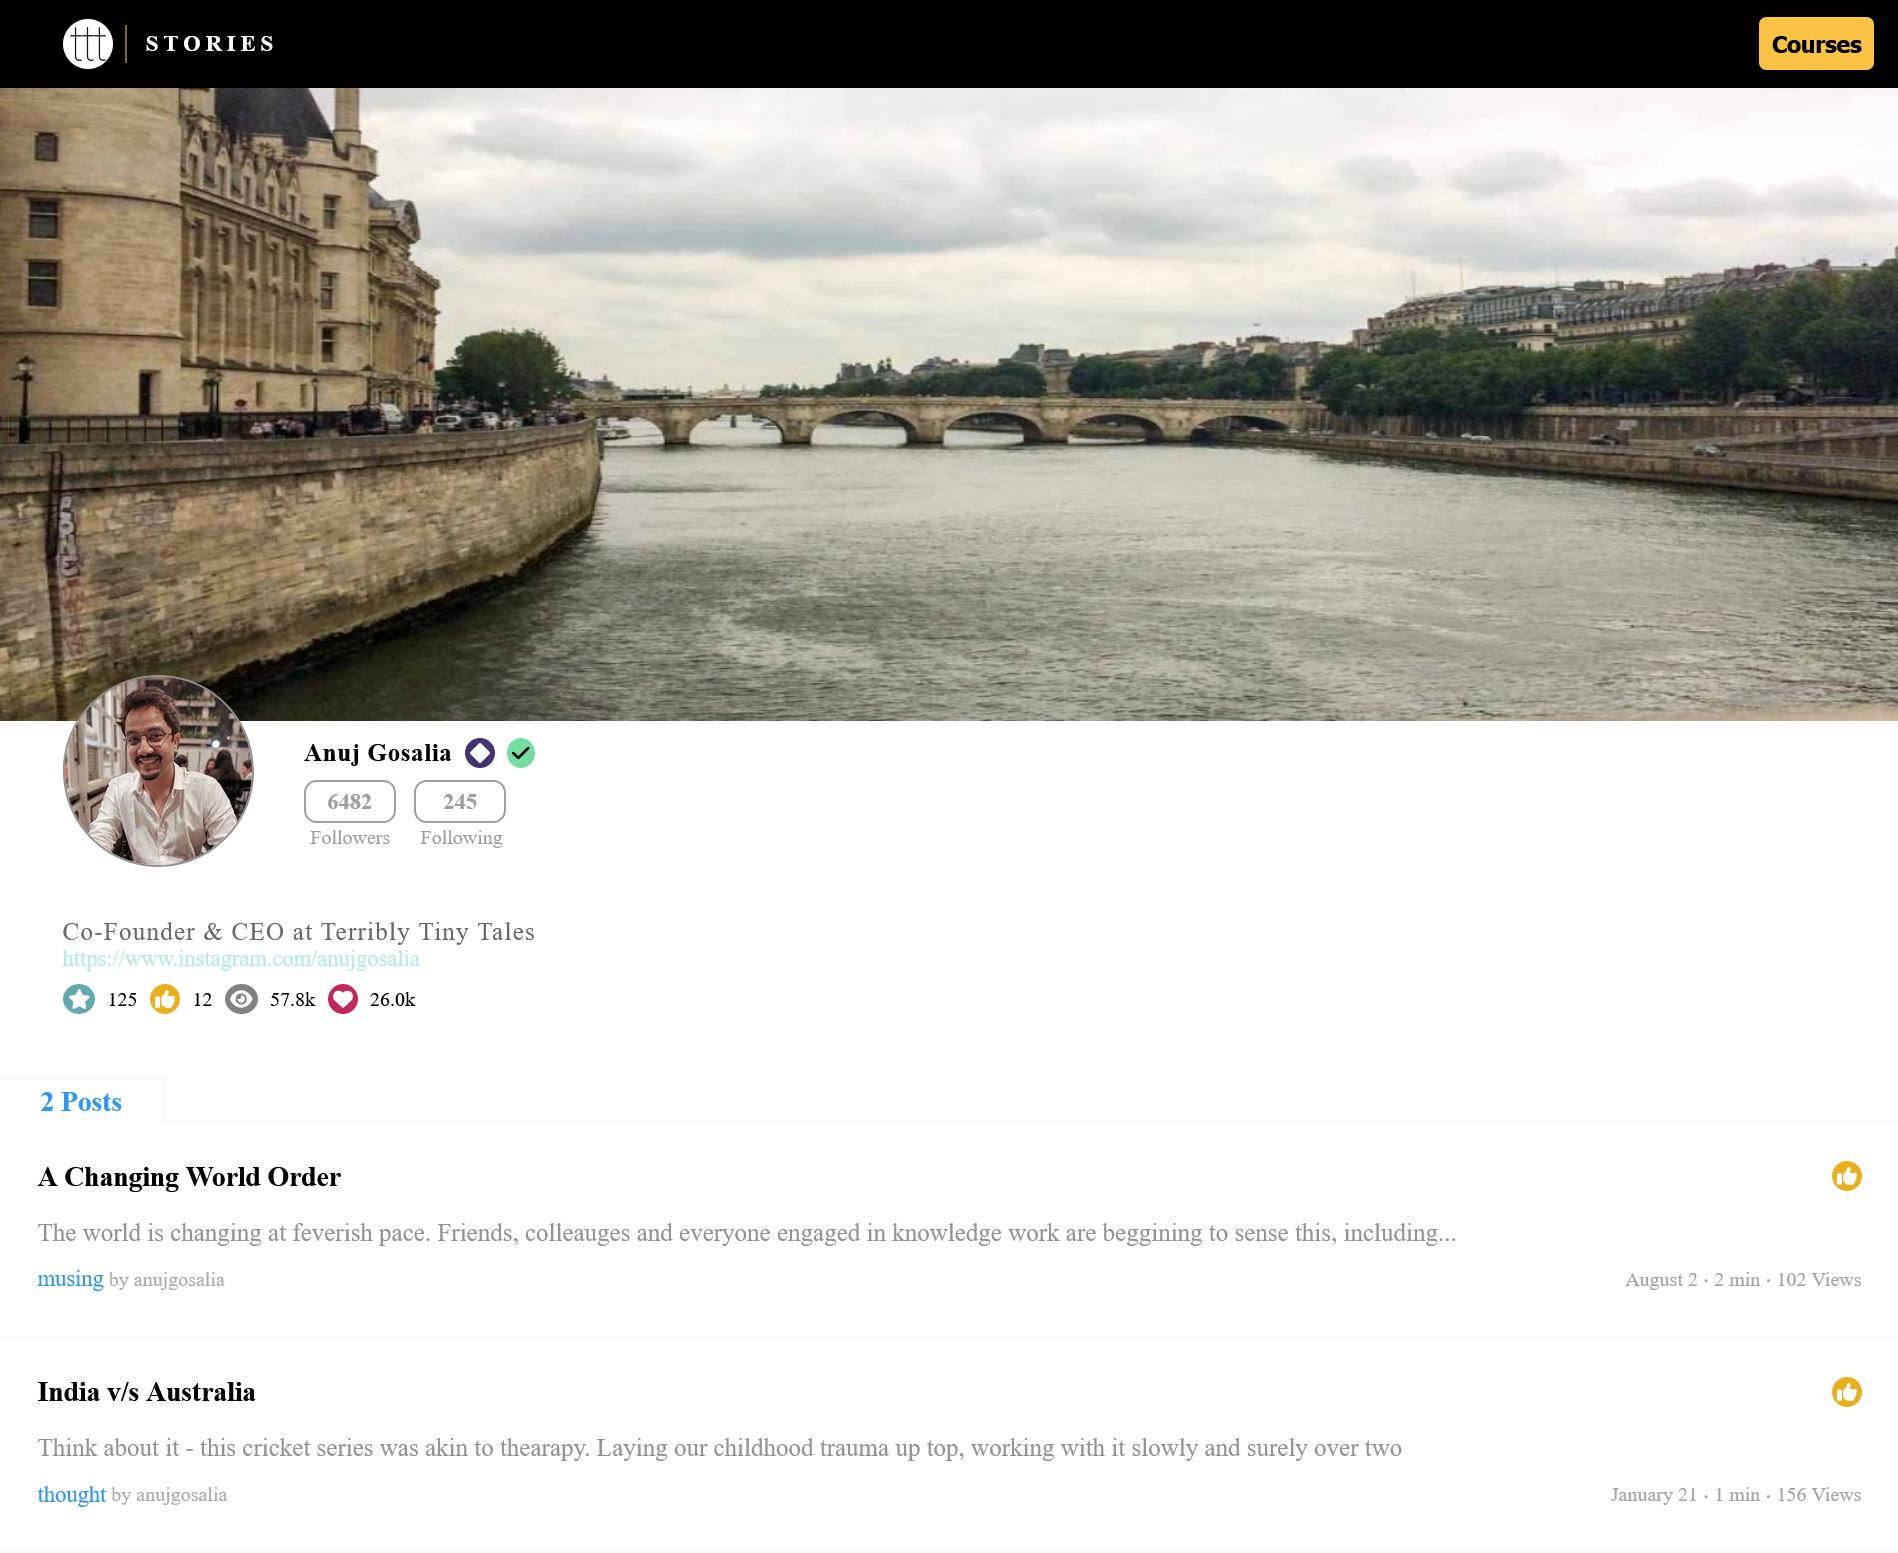 ttt STORIES
Courses
Anuj Gosalia
6482 245
Followers Following
Co-Founder & CEO at Terribly Tiny Tales
https://www.instagram.com/anujgosalia
125 12 57.8k 26.0k
2 Posts
A Changing World Order
The world is changing at feverish pace. Friends, colleauges and everyone engaged in knowledge work are beggining to sense this, including...
musing by anujgosalia
August 2 · 2 min · 102 Views
India v/s Australia
Think about it - this cricket series was akin to thearapy. Laying our childhood trauma up top, working with it slowly and surely over two
thought by anujgosalia
January 21 · 1 min · 156 Views